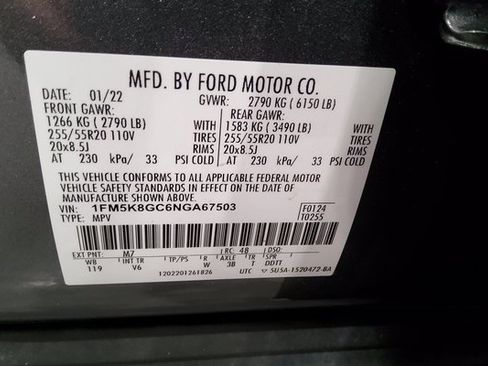 MFD. BY FORD MOTOR CO.
DATE: 01/22 GVWR: 2790 KG ( 6150 LB)
FRONT GAWR: REAR GAWR:
1266 KG ( 2790 LB) WITH 1583 KG ( 3490 LB) WITH
255/55R20 110V TIRES 255/55R20 110V TIRES
20x8.5J RIMS 20x8.5J RIMS
AT 230 kPa/ 33 PSI COLD AT 230 kPa/ 33 PSI COLD
THIS VEHICLE CONFORMS TO ALL APPLICABLE FEDERAL MOTOR
VEHICLE SAFETY STANDARDS IN EFFECT ON THE DATE OF
MANUFACTURE SHOWN ABOVE.
VIN: 1FM5K8GC6NGA67503 F0124
TYPE: MPV T0255
EXT PNT: M7 RC: 48 DSO:
WB TP/PS R AXLE T SPR
119 V6 W 3B T DDTT
1202201261826 UTC 5U5A-1520472-BA